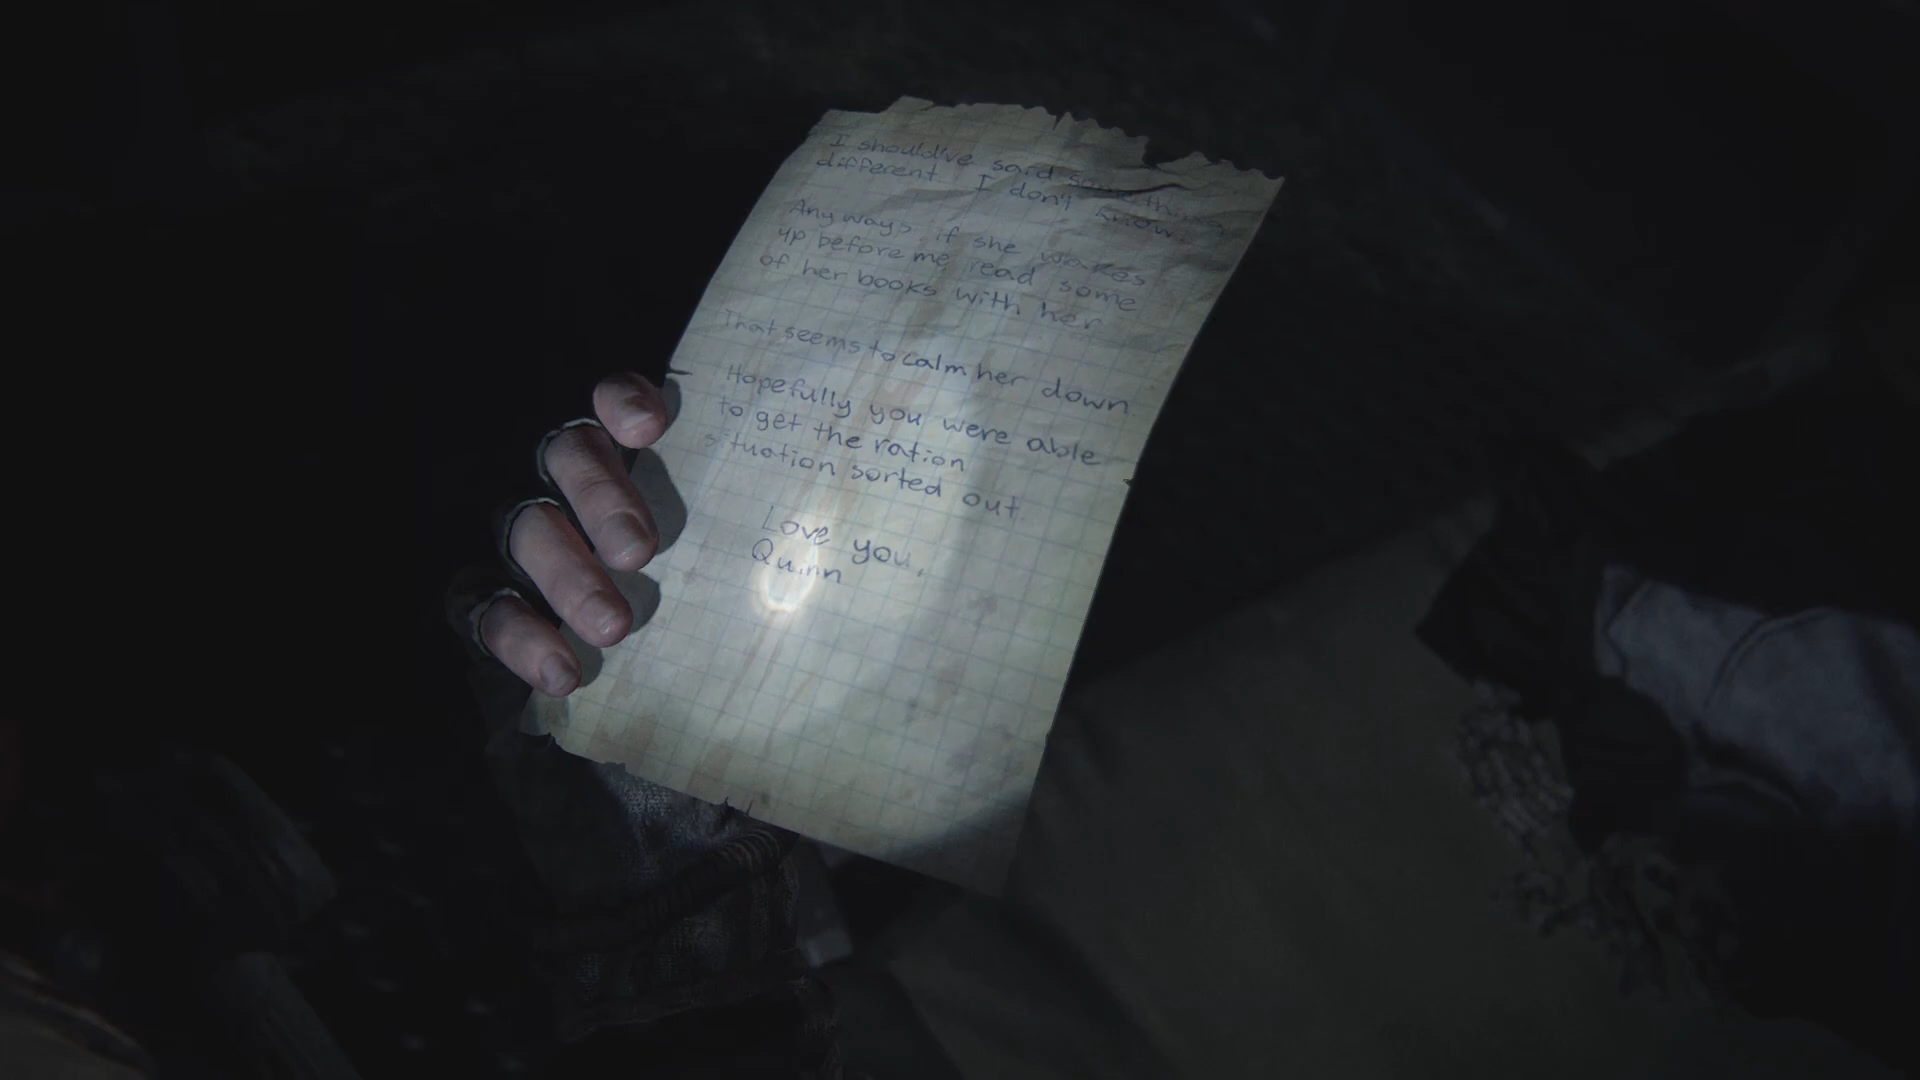 I should've said something
different. I don't know.
Anyways, if she wakes
up before me, read some
of her books with her
That seems to calm her down
Hopefully you were able
to get the ration
situation sorted out.
Love you,
Quinn